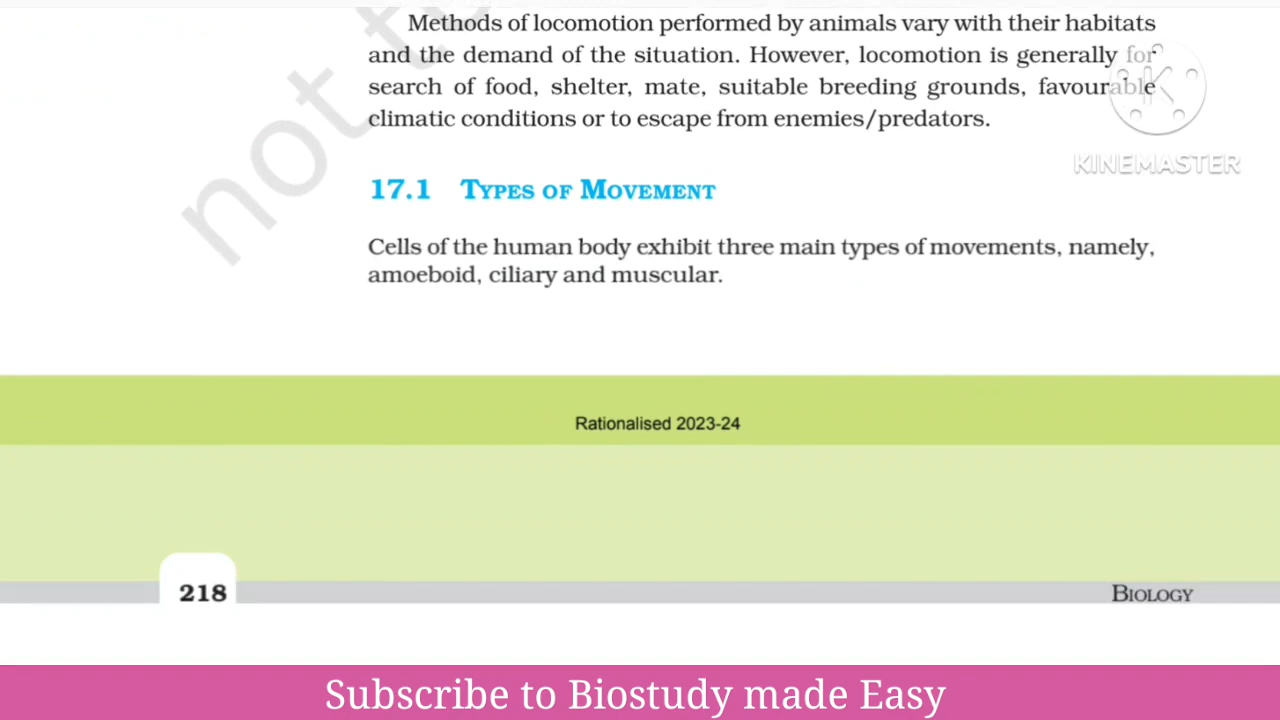 Methods of locomotion performed by animals vary with their habitats
and the demand of the situation. However, locomotion is generally for
search of food, shelter, mate, suitable breeding grounds, favourable
climatic conditions or to escape from enemies/predators.
KINEMASTER
not t
17.1 TYPES OF MOVEMENT
Cells of the human body exhibit three main types of movements, namely,
amoeboid, ciliary and muscular.
Rationalised 2023-24
218
BIOLOGY
Subscribe to Biostudy made Easy